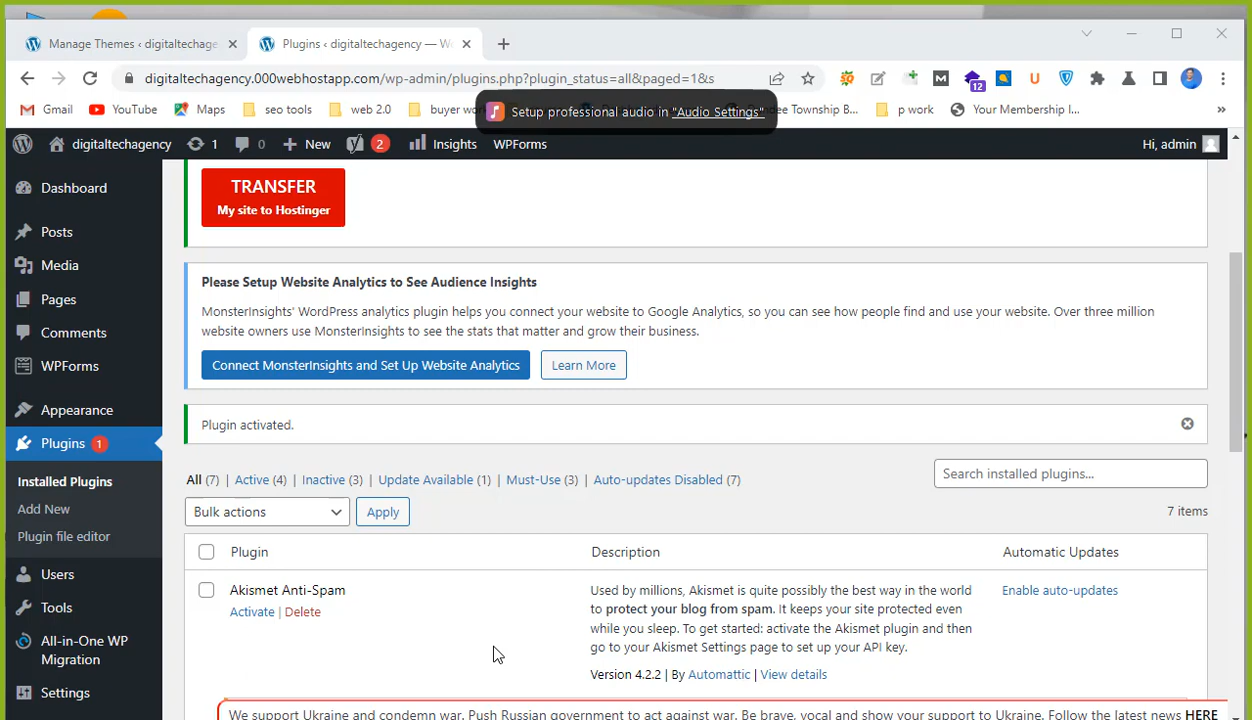 Manage Themes ‹ digitaltechage
Plugins ‹ digitaltechagency — W
digitaltechagency.000webhostapp.com/wp-admin/plugins.php?plugin_status=all&paged=1&s
12
Gmail YouTube Maps seo tools web 2.0 buyer wor Township B... p work Your Membership I... »
Setup professional audio in "Audio Settings"
digitaltechagency 1 0 New 2 Insights WPForms Hi, admin
Dashboard
Posts
Media
Pages
Comments
WPForms
Appearance
Plugins 1
Installed Plugins
Add New
Plugin file editor
Users
Tools
All-in-One WP
Migration
Settings
TRANSFER
My site to Hostinger
Please Setup Website Analytics to See Audience Insights
MonsterInsights' WordPress analytics plugin helps you connect your website to Google Analytics, so you can see how people find and use your website. Over three million
website owners use MonsterInsights to see the stats that matter and grow their business.
Connect MonsterInsights and Set Up Website Analytics Learn More
Plugin activated.
All (7) | Active (4) | Inactive (3) | Update Available (1) | Must-Use (3) | Auto-updates Disabled (7)
Search installed plugins...
Bulk actions Apply 7 items
Plugin Description Automatic Updates
Akismet Anti-Spam
Activate | Delete
Used by millions, Akismet is quite possibly the best way in the world
to protect your blog from spam. It keeps your site protected even
while you sleep. To get started: activate the Akismet plugin and then
go to your Akismet Settings page to set up your API key.
Version 4.2.2 | By Automattic | View details
Enable auto-updates
We support Ukraine and condemn war. Push Russian government to act against war. Be brave, vocal and show your support to Ukraine. Follow the latest news HERE